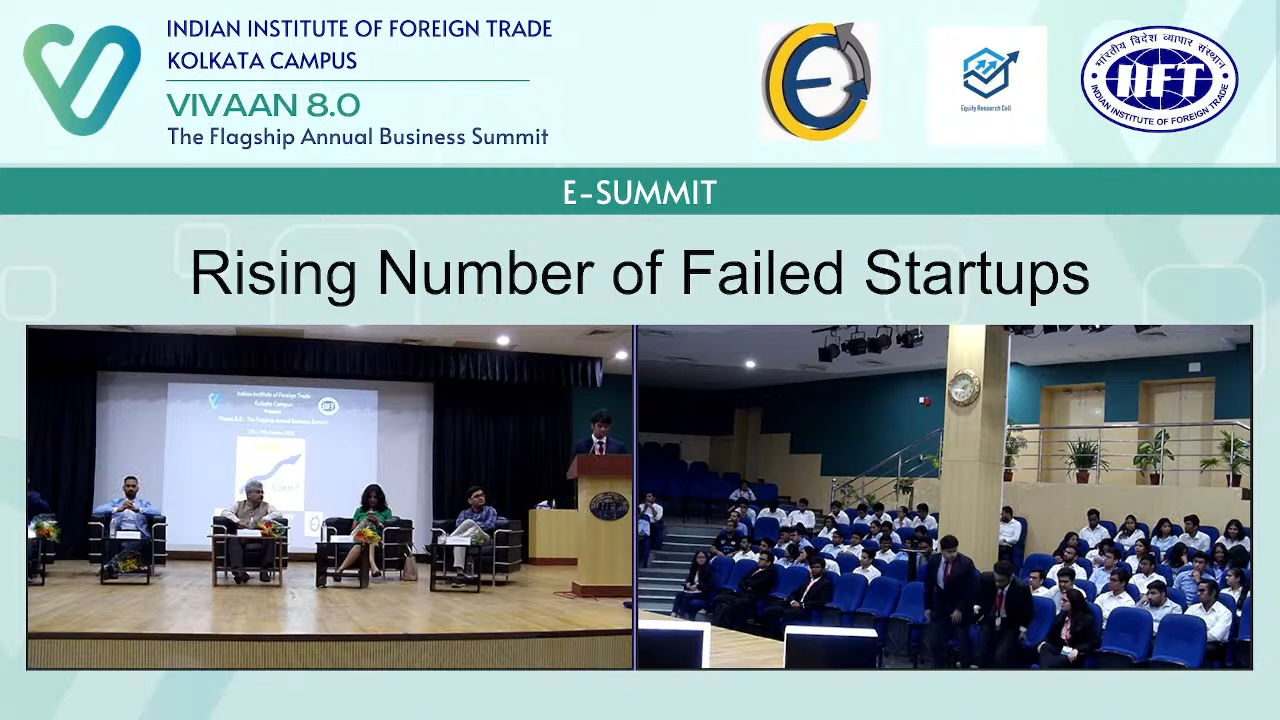 INDIAN INSTITUTE OF FOREIGN TRADE
KOLKATA CAMPUS
VIVAAN 8.0
The Flagship Annual Business Summit
Equity Research Cell
भारतीय विदेश व्यापार संस्थान
IIFT
INDIAN INSTITUTE OF FOREIGN TRADE
E-SUMMIT
Rising Number of Failed Startups
Indian Institute of Foreign Trade
Kolkata Campus
Vivaan 8.0 - The Flagship Annual Business Summit
IIFT
E-SUMMIT